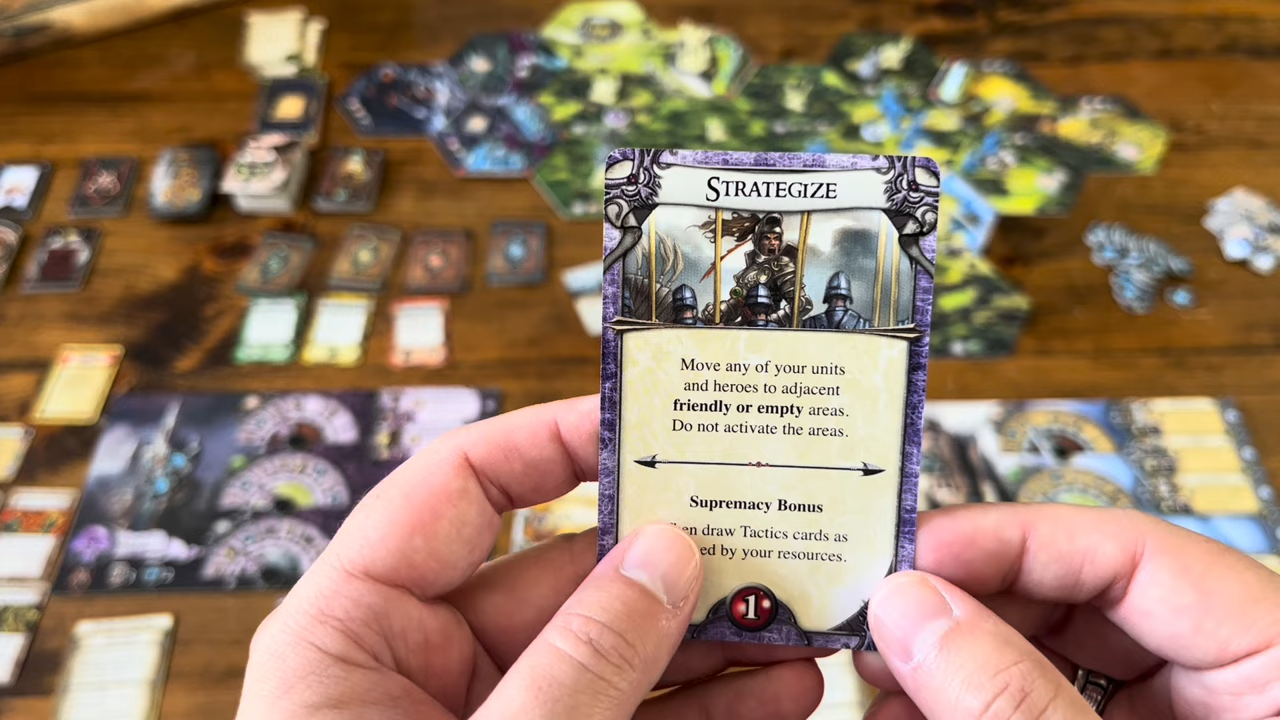 STRATEGIZE
Move any of your units
and heroes to adjacent
friendly or empty areas.
Do not activate the areas.
Supremacy Bonus
draw Tactics cards as
by your resources.
1